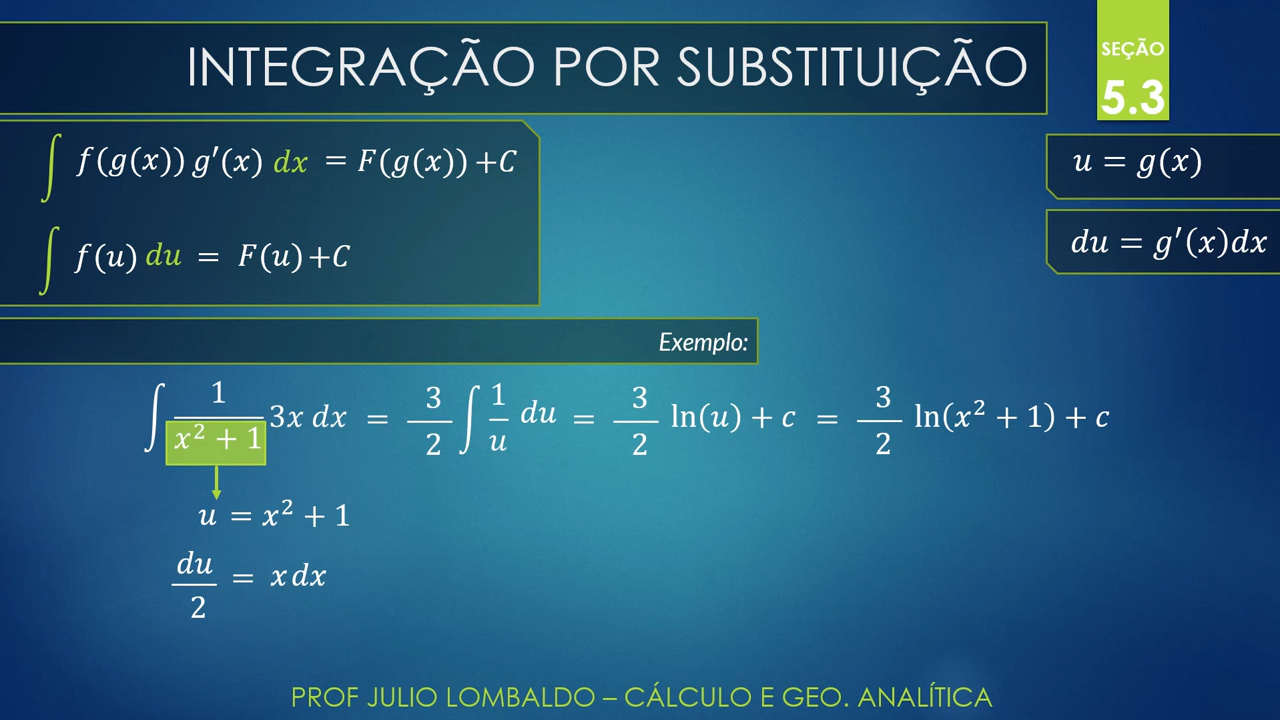 INTEGRAÇÃO POR SUBSTITUIÇÃO
SEÇÃO
5.3
∫ f(g(x)) g′(x) dx = F(g(x)) +C
u = g(x)
∫ f(u) du = F(u)+C
du = g′(x)dx
Exemplo:
∫ 1/(x² + 1) 3x dx = 3/2 ∫ 1/u du = 3/2 ln(u) + c = 3/2 ln(x² + 1) + c
u = x² + 1
du/2 = x dx
PROF JULIO LOMBALDO – CÁLCULO E GEO. ANALÍTICA